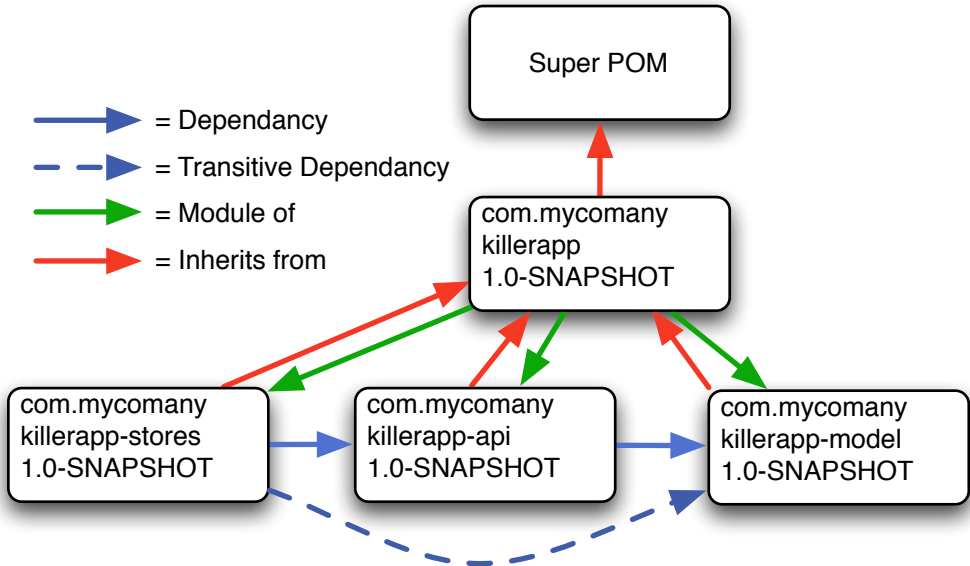 Super POM
= Dependancy
= Transitive Dependancy
= Module of
= Inherits from
com.mycomany
killerapp
1.0-SNAPSHOT
com.mycomany
killerapp-stores
1.0-SNAPSHOT
com.mycomany
killerapp-api
1.0-SNAPSHOT
com.mycomany
killerapp-model
1.0-SNAPSHOT